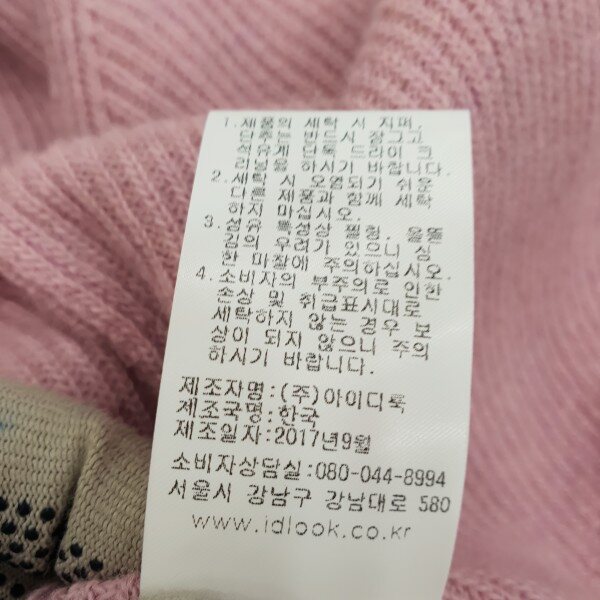 1. 제품의 세탁 시 지퍼,
단추는 반드시 잠그고
석유계 단독 드라이 크
리닝을 하시기 바랍니다.
2. 세탁 시 오염되기 쉬운
다른 제품과 함께 세탁
하지 마십시오.
3. 섬유 특성상 필링, 올뜯
김의 우려가 있으니 심
한 마찰에 주의하십시오.
4. 소비자의 부주의로 인한
손상 및 취급표시대로
세탁하지 않는 경우 보
상이 되지 않으니 주의
하시기 바랍니다.
제조자명:(주)아이디룩
제조국명:한국
제조일자:2017년9월
소비자상담실:080-044-8994
서울시 강남구 강남대로 580
www.idlook.co.kr